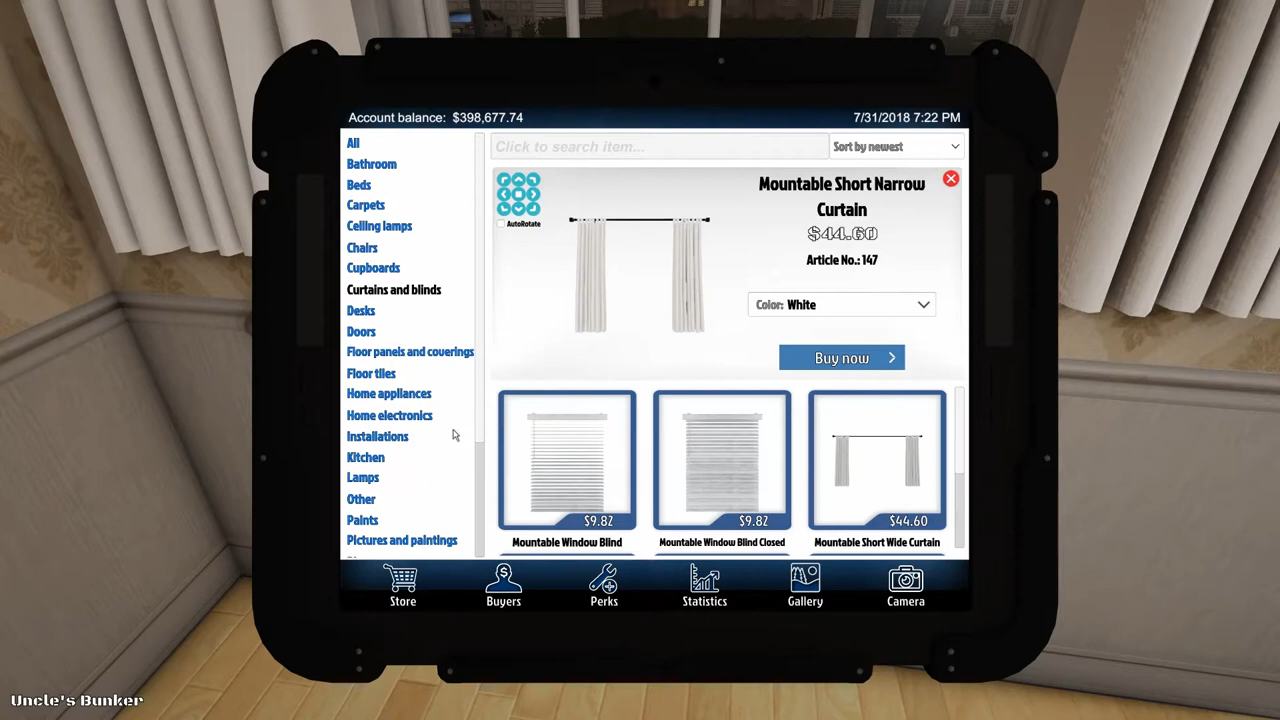 Account balance: $398,677.74
7/31/2018 7:22 PM
All
Bathroom
Beds
Carpets
Ceiling lamps
Chairs
Cupboards
Curtains and blinds
Desks
Doors
Floor panels and coverings
Floor tiles
Home appliances
Home electronics
Installations
Kitchen
Lamps
Other
Paints
Pictures and paintings
Click to search item...
Sort by newest
AutoRotate
Mountable Short Narrow
Curtain
$44.60
Article No.: 147
Color: White
Buy now
$9.82
$9.82
$44.60
Mountable Window Blind
Mountable Window Blind Closed
Mountable Short Wide Curtain
Store
Buyers
Perks
Statistics
Gallery
Camera
Uncle's Bunker